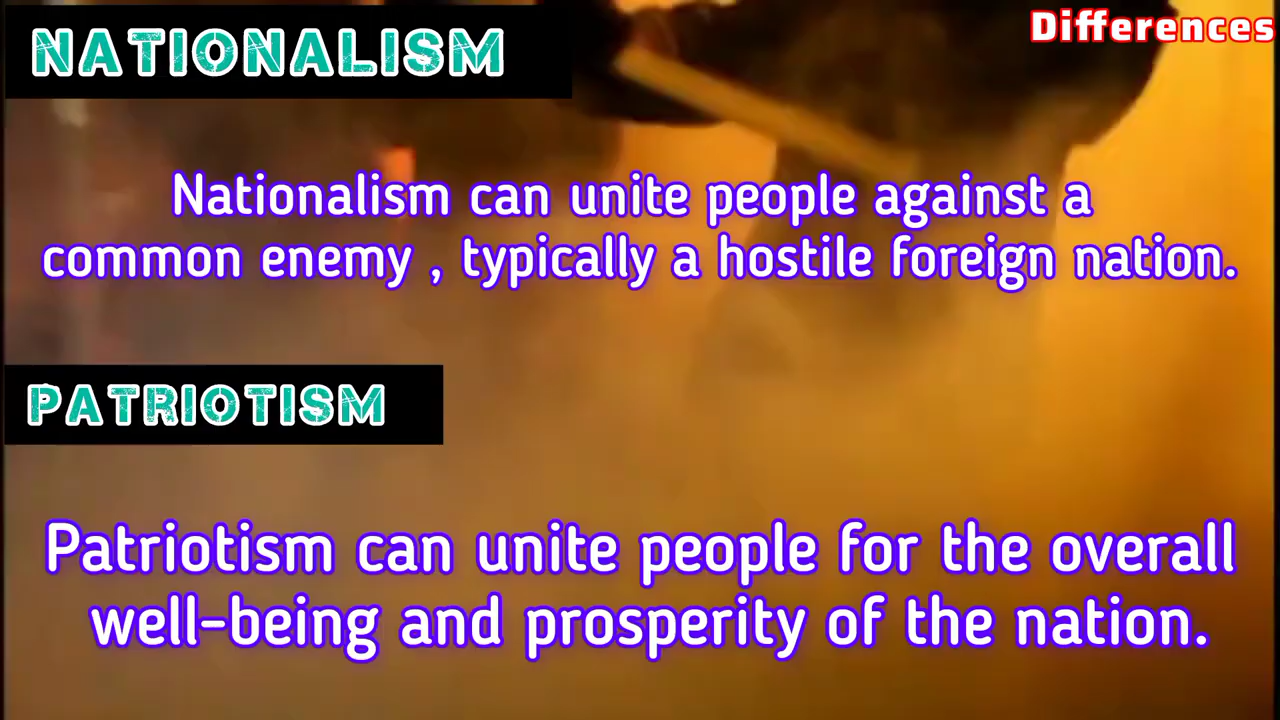 NATIONALISM
Differences
Nationalism can unite people against a
common enemy , typically a hostile foreign nation.
PATRIOTISM
Patriotism can unite people for the overall
well-being and prosperity of the nation.